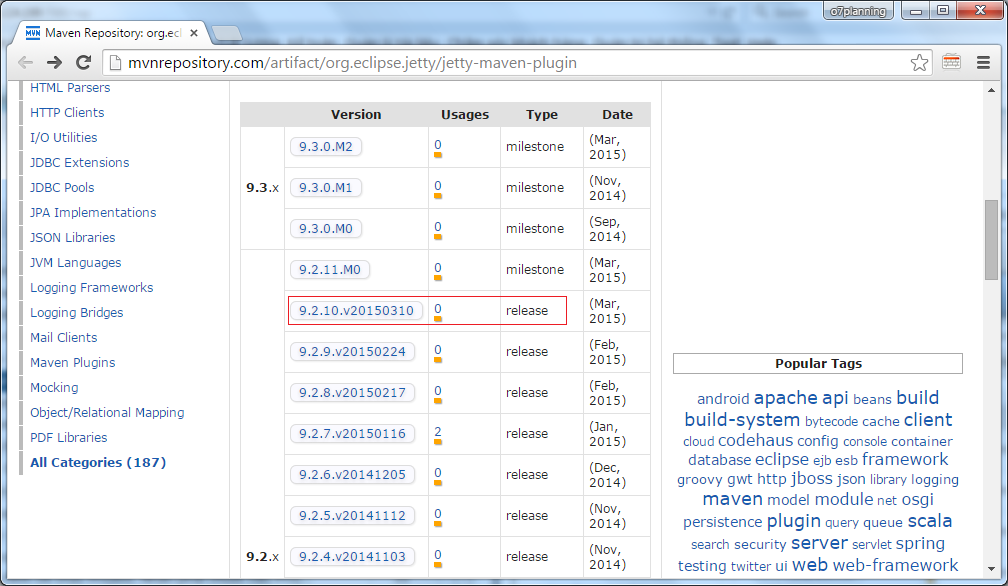 o7planning
Maven Repository: org.ecl
mvnrepository.com/artifact/org.eclipse.jetty/jetty-maven-plugin
HTML Parsers
HTTP Clients
I/O Utilities
JDBC Extensions
JDBC Pools
JPA Implementations
JSON Libraries
JVM Languages
Logging Frameworks
Logging Bridges
Mail Clients
Maven Plugins
Mocking
Object/Relational Mapping
PDF Libraries
All Categories (187)
Version Usages Type Date
9.3.x
9.3.0.M2 0 milestone (Mar, 2015)
9.3.0.M1 0 milestone (Nov, 2014)
9.3.0.M0 0 milestone (Sep, 2014)
9.2.11.M0 0 milestone (Mar, 2015)
9.2.10.v20150310 0 release (Mar, 2015)
9.2.9.v20150224 0 release (Feb, 2015)
9.2.8.v20150217 0 release (Feb, 2015)
9.2.7.v20150116 2 release (Jan, 2015)
9.2.6.v20141205 0 release (Dec, 2014)
9.2.5.v20141112 0 release (Nov, 2014)
9.2.x
9.2.4.v20141103 0 release (Nov, 2014)
Popular Tags
android apache api beans build
build-system bytecode cache client
cloud codehaus config console container
database eclipse ejb esb framework
groovy gwt http jboss json library logging
maven model module net osgi
persistence plugin query queue scala
search security server servlet spring
testing twitter ui web web-framework